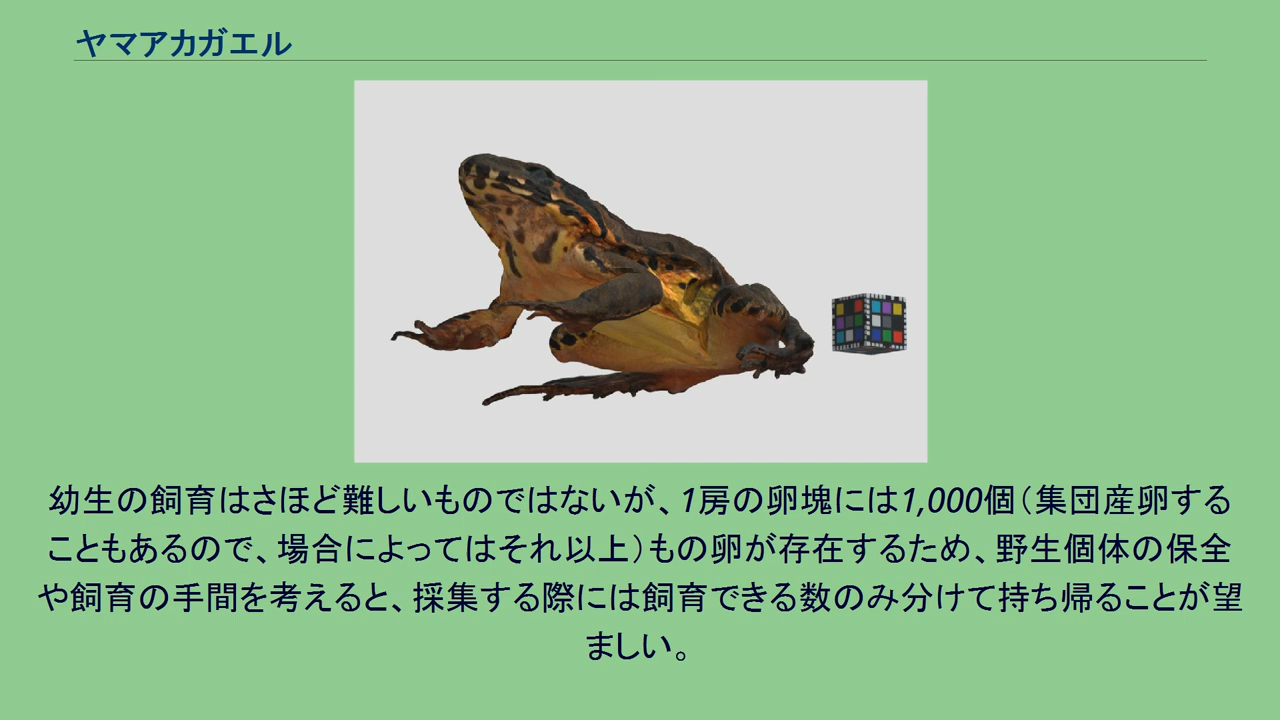 ヤマアカガエル
幼生の飼育はさほど難しいものではないが、1房の卵塊には1,000個（集団産卵する
こともあるので、場合によってはそれ以上）もの卵が存在するため、野生個体の保全
や飼育の手間を考えると、採集する際には飼育できる数のみ分けて持ち帰ることが望
ましい。